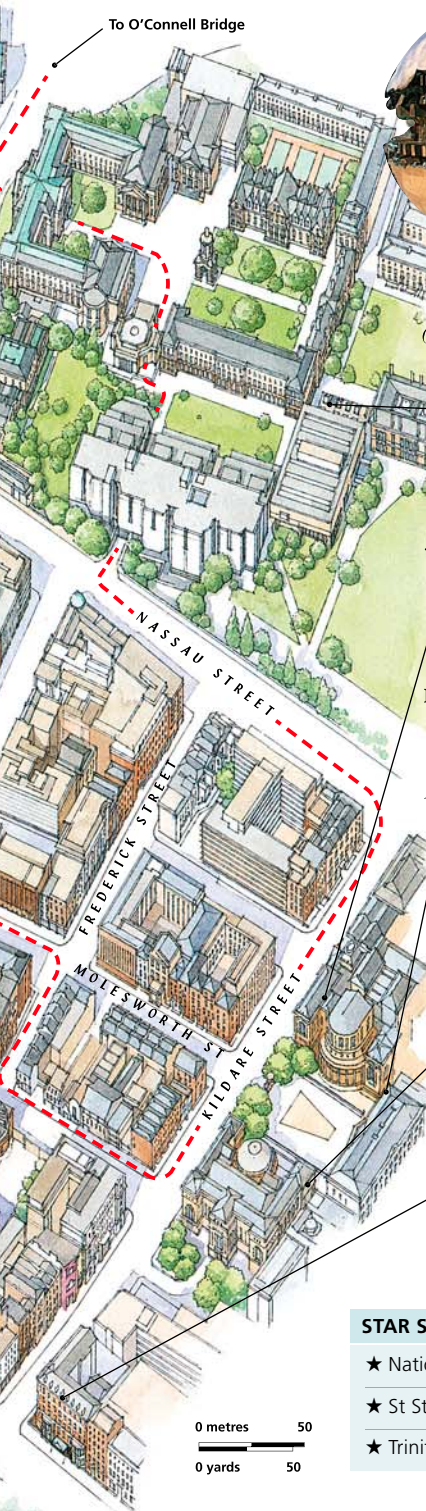 To O'Connell Bridge
NASSAU STREET
FREDERICK STREET
MOLESWORTH ST
KILDARE STREET
0 metres 50
0 yards 50
STAR S
★ Natio
★ St St
★ Trini